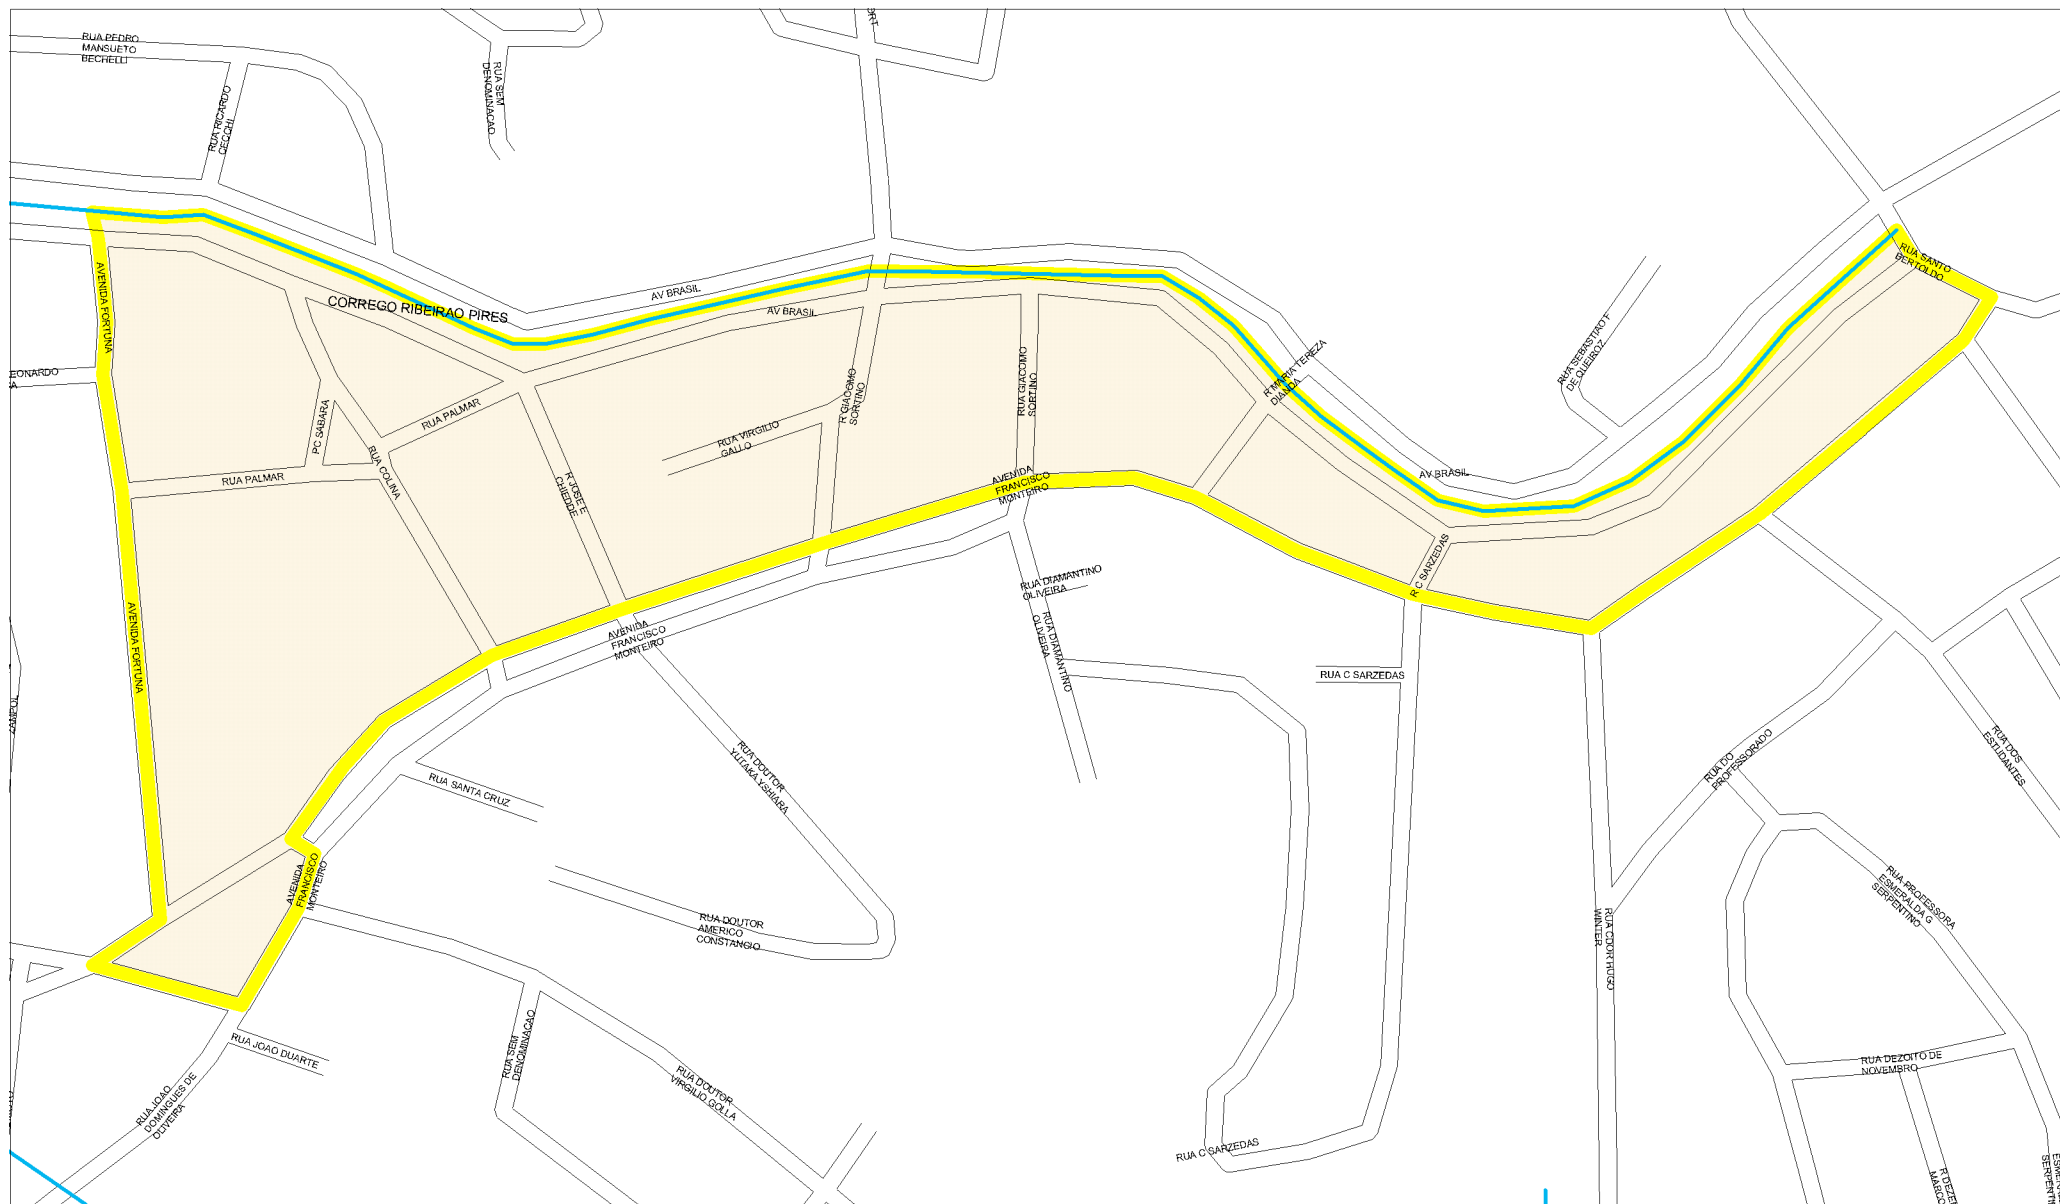 RUA PEDRO
MANSUETO
BECHELLI
RUA SEM
DENOMINACAO
RUA RICARDO
CECCHI
RUA SANTO
BERTOLDO
AVENIDA FORTUNA
CORREGO RIBEIRAO PIRES
AV BRASIL
AV BRASIL
RUA SEBASTIAO F
DE QUEIROZ
R MARIA TEREZA
DIANDA
RUA GIACOMO
SORTINO
R GIACOMO
SORTINO
PC SABARA
RUA PALMAR
RUA VIRGILIO
GALLO
RUA COLINA
RUA PALMAR
R JOSE E
CHIEDDE
AVENIDA
FRANCISCO
MONTEIRO
AV BRASIL
R C SARZEDAS
RUA DIAMANTINO
OLIVEIRA
RUA DIAMANTINO
OLIVEIRA
AVENIDA FORTUNA
AVENIDA
FRANCISCO
MONTEIRO
RUA C SARZEDAS
RUA DOUTOR
YUTAKA YSHIARA
RUA SANTA CRUZ
RUA DO
PROFESSORADO
RUA DOS
ESTUDANTES
AVENIDA
FRANCISCO
MONTEIRO
RUA DOUTOR
AMERICO
CONSTANCIO
RUA CDOR HUGO
WINTER
RUA PROFESSORA
ESMERALDA G
SERPENTINO
RUA JOAO DUARTE
RUA SEM
DENOMINACAO
RUA DOUTOR
VIRGILIO GOLLA
RUA DEZOITO DE
NOVEMBRO
RUA JOAO
DOMINGUES DE
OLIVEIRA
RUA C SARZEDAS